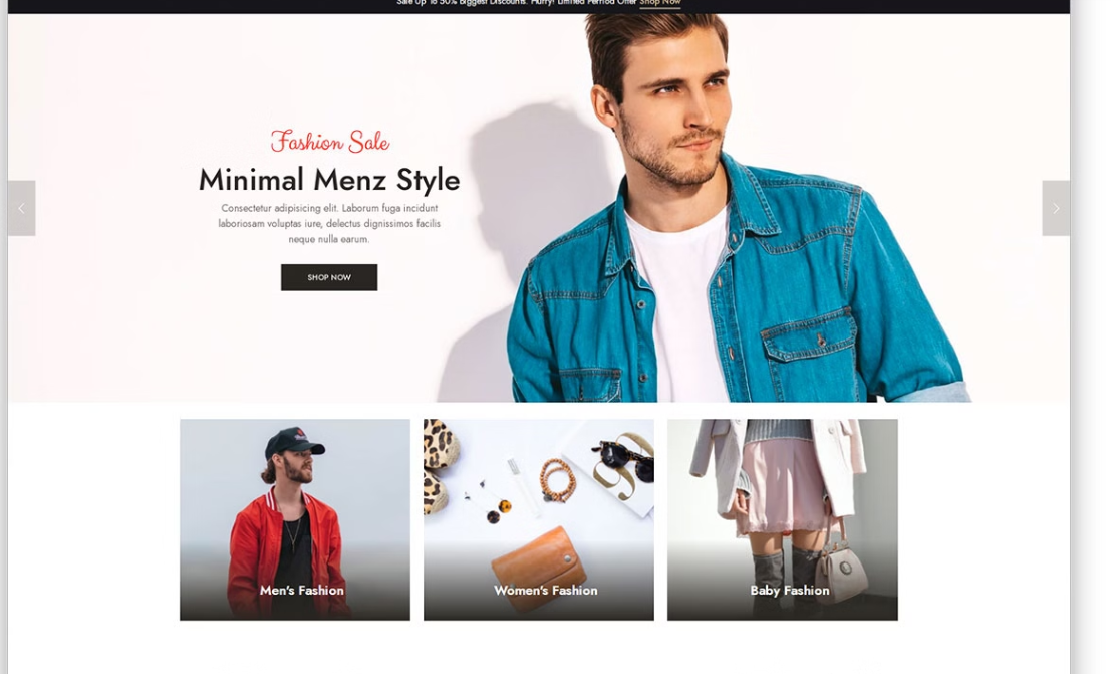 Sale Up To 50% Biggest Discounts. Hurry! Limited Period Offer Shop Now
Fashion Sale
Minimal Menz Style
Consectetur adipisicing elit. Laborum fuga incidunt
laboriosam voluptas iure, delectus dignissimos facilis
neque nulla earum.
SHOP NOW
Men's Fashion
Women's Fashion
Baby Fashion